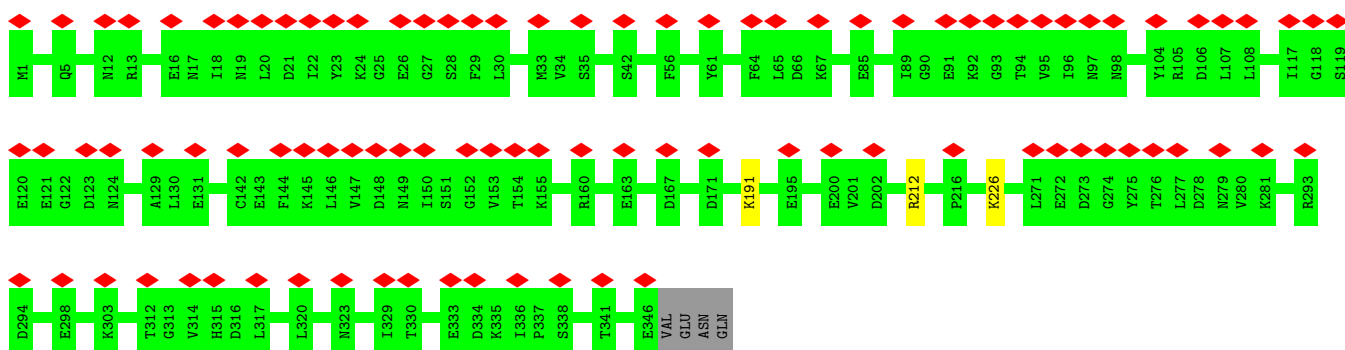 M1 Q5 N12 R13 E16 N17 I18 N19 L20 D21 I22 Y23 K24 G25 E26 G27 S28 F29 L30 M33 V34 S35 S42 F56 Y61 F64 L65 D66 K67 E85 I89 G90 E91 K92 G93 T94 V95 I96 N97 N98 Y104 R105 D106 L107 L108 I117 G118 S119
E120 E121 G122 D123 N124 A129 L130 E131 C142 E143 F144 K145 L146 V147 D148 N149 I150 S151 G152 V153 T154 K155 R160 E163 D167 D171 K191 E195 E200 V201 D202 R212 P216 K226 L271 E272 D273 G274 Y275 T276 L277 D278 N279 V280 K281 R293
D294 E298 K303 T312 G313 V314 H315 D316 L317 L320 N323 I329 T330 E333 D334 K335 I336 P337 S338 T341 E346 VAL GLU ASN GLN